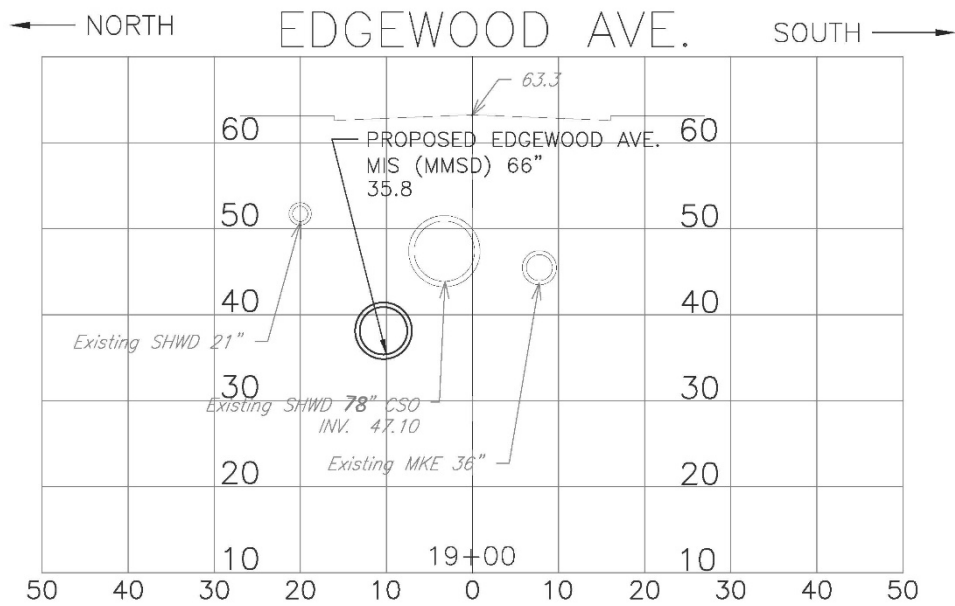 NORTH EDGEWOOD AVE. SOUTH
63.3
60 60
PROPOSED EDGEWOOD AVE.
MIS (MMSD) 66"
35.8
50 50
40 40
Existing SHWD 21"
30 30
Existing SHWD 78" CSO
INV. 47.10
Existing MKE 36"
20 20
10 19+00 10
50 40 30 20 10 0 10 20 30 40 50